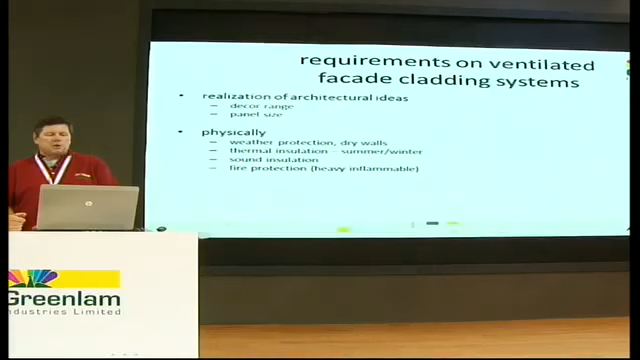 requirements on ventilated
facade cladding systems
• realization of architectural ideas
– decor range
– panel size
• physically
– weather protection, dry walls
– thermal insulation – summer/winter
– sound insulation
– fire protection (heavy inflammable)
hp
Greenlam
Industries Limited